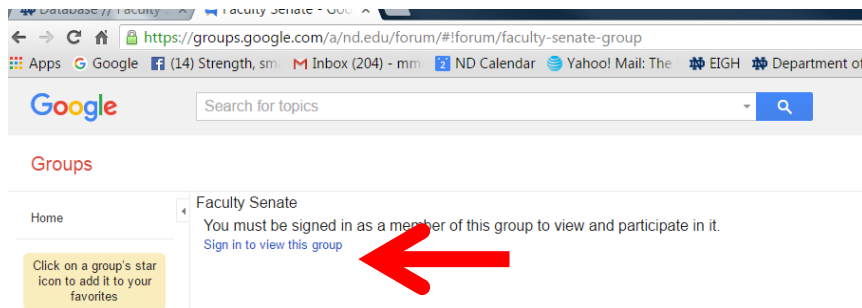 Database // Faculty
Faculty Senate - Goo
https://groups.google.com/a/nd.edu/forum/#!forum/faculty-senate-group
Apps G Google f (14) Strength, sm M Inbox (204) - mm 2 ND Calendar Yahoo! Mail: The ND EIGH ND Department of
Google
Search for topics
Groups
Home
Faculty Senate
You must be signed in as a member of this group to view and participate in it.
Sign in to view this group
Click on a group's star
icon to add it to your
favorites